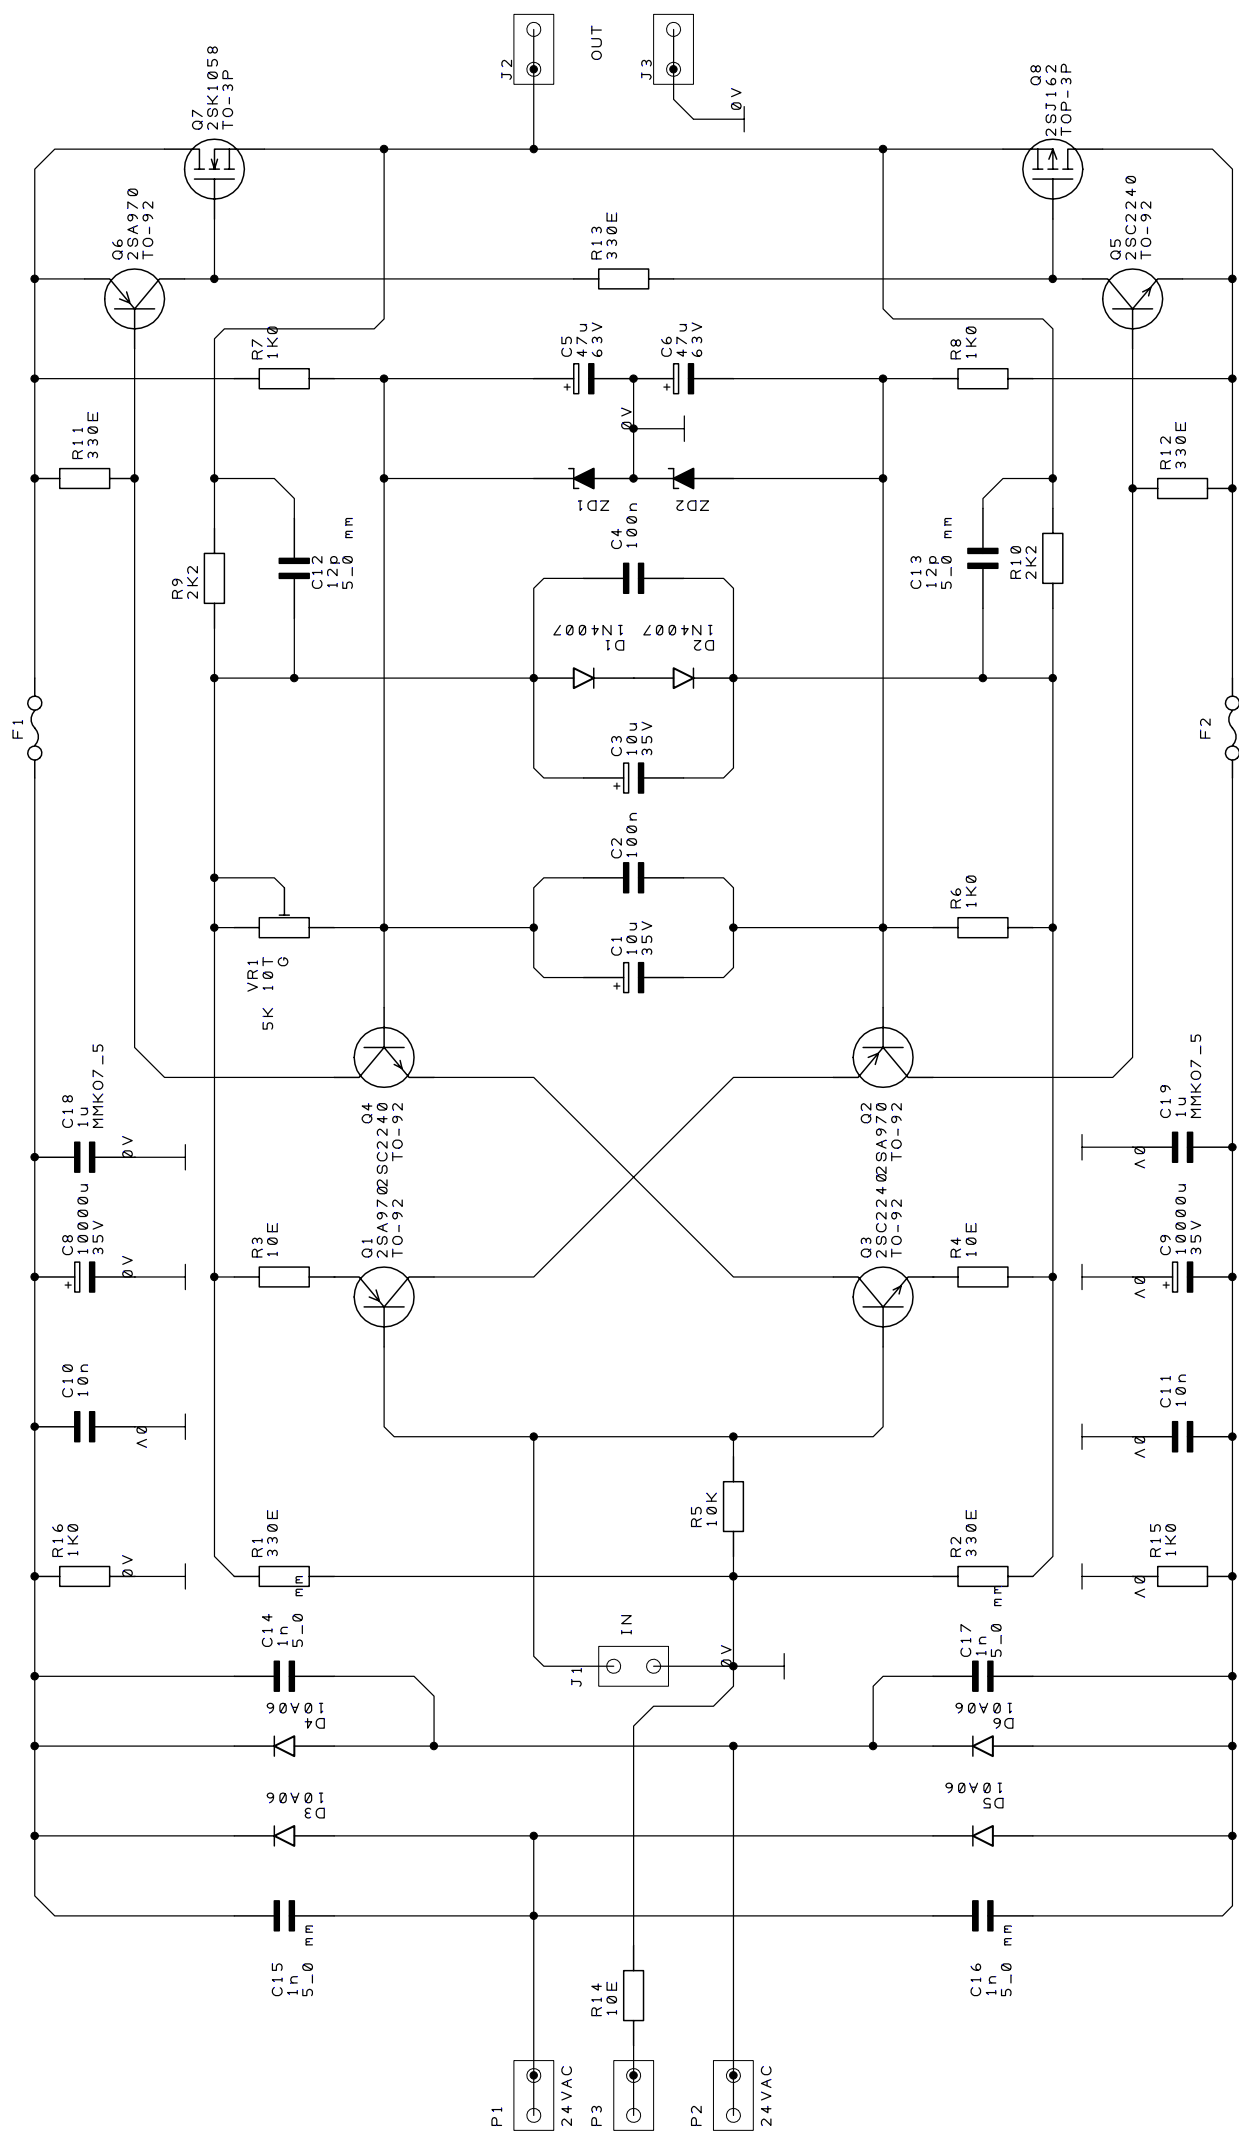 J2
OUT
J3
0V
Q7
2SK1058
TO-3P
Q8
2SJ162
TOP-3P
Q6
2SA970
TO-92
R13
330E
Q5
2SC2240
TO-92
R7
1K0
C5
47u
63V
C6
47u
63V
R8
1K0
0V
R11
330E
ZD1
ZD2
R12
330E
C4
100n
R9
2K2
C12
12p
5_0 mm
C13
12p
5_0 mm
R10
2K2
D1
1N4007
D2
1N4007
F1
C3
10u
35V
F2
C2
100n
R6
1K0
VR1
5K 10T
G
C1
10u
35V
C18
1u
MMK07_5
0V
Q4
2SC2240
TO-92
Q2
2SA970
TO-92
C19
1u
MMK07_5
0V
C8
10000u
35V
0V
R3
10E
Q1
2SA970
TO-92
Q3
2SC2240
TO-92
R4
10E
C9
10000u
35V
0V
C10
10n
0V
C11
10n
0V
R16
1K0
0V
R1
330E
R5
10K
R2
330E
R15
1K0
0V
C14
1n
5_0 mm
J1
IN
0V
C17
1n
5_0 mm
D4
10A06
D6
10A06
D3
10A06
D5
10A06
C15
1n
5_0 mm
R14
10E
C16
1n
5_0 mm
P1
24VAC
P3
P2
24VAC